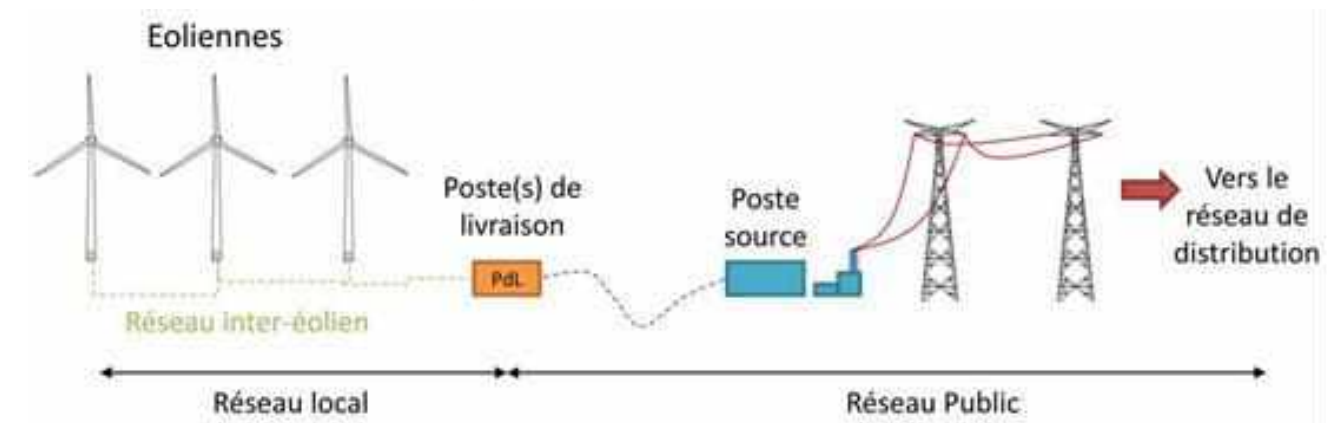 Eoliennes
Poste(s) de
livraison
PdL
Réseau inter-éolien
Poste
source
Vers le
réseau de
distribution
Réseau local
Réseau Public